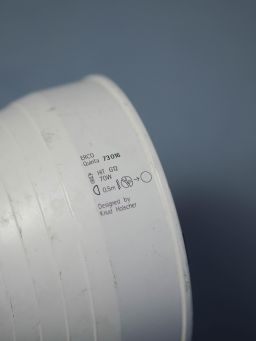 ERCO
Quinta 73016
HIT G12
70W
0,5m
Designed by
Knud Holscher